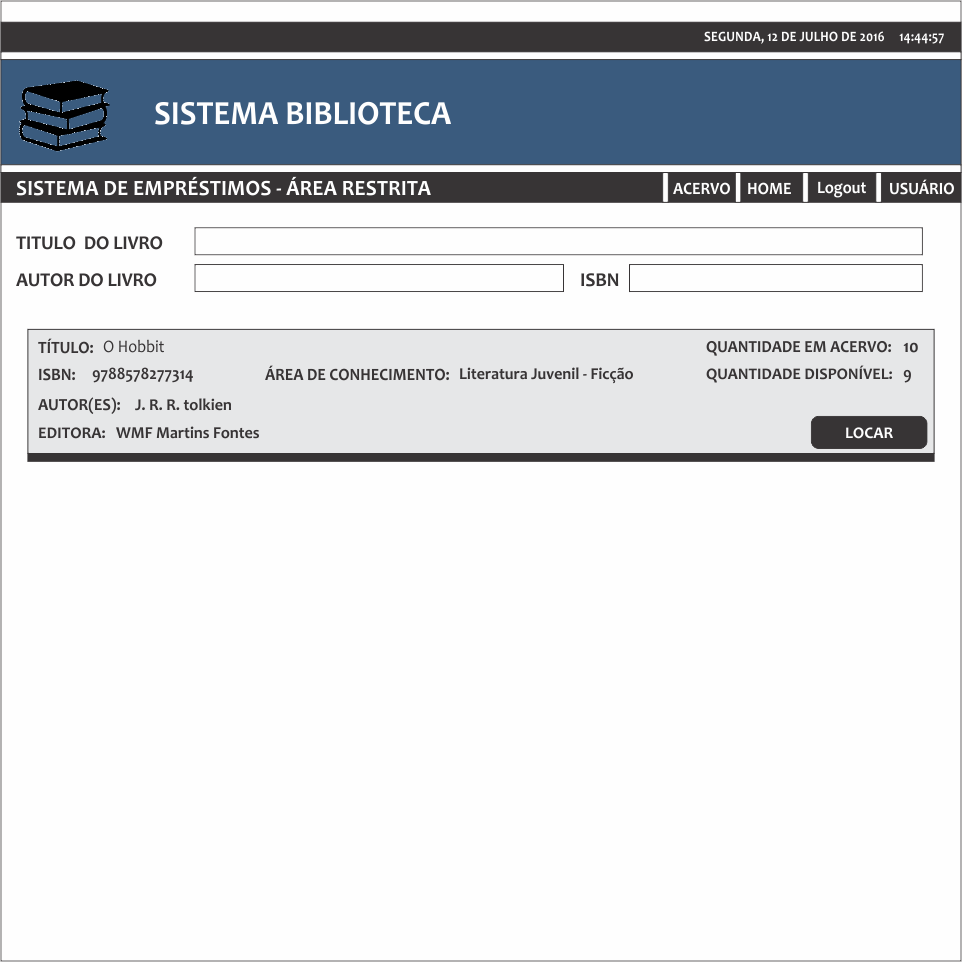 SEGUNDA, 12 DE JULHO DE 2016 14:44:57
SISTEMA BIBLIOTECA
SISTEMA DE EMPRÉSTIMOS - ÁREA RESTRITA ACERVO HOME Logout USUÁRIO
TITULO DO LIVRO
AUTOR DO LIVRO ISBN
TÍTULO: O Hobbit QUANTIDADE EM ACERVO: 10
ISBN: 9788578277314 ÁREA DE CONHECIMENTO: Literatura Juvenil - Ficção QUANTIDADE DISPONÍVEL: 9
AUTOR(ES): J. R. R. tolkien
EDITORA: WMF Martins Fontes LOCAR